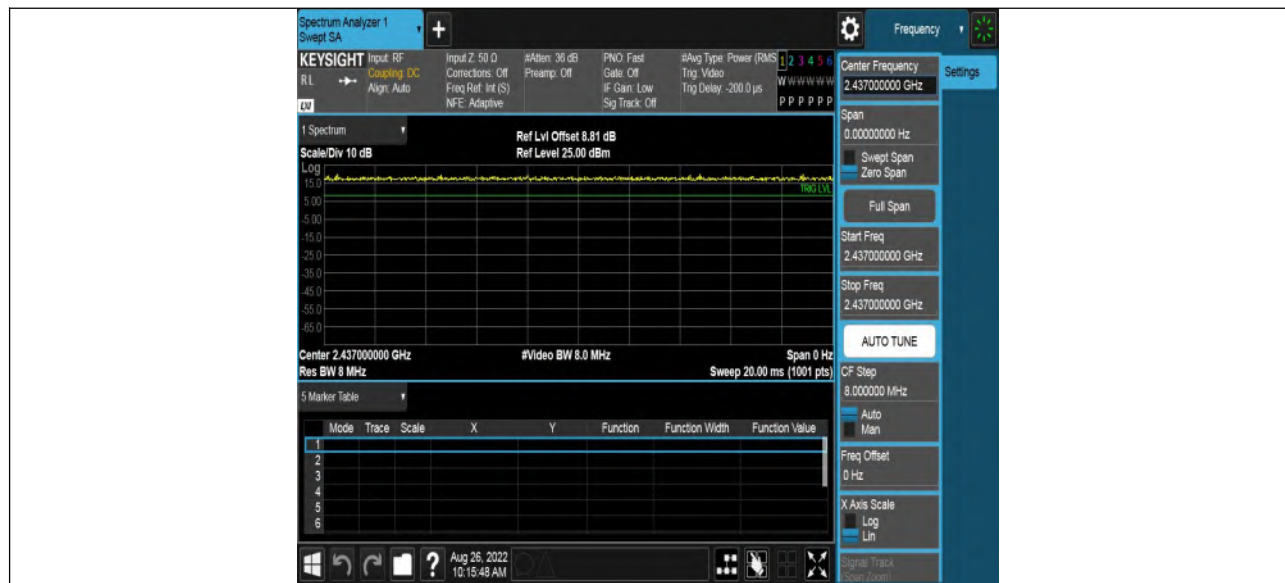 Spectrum Analyzer 1
Swept SA
+
Frequency
KEYSIGHT
RL
LXI
Input: RF
Coupling: DC
Align: Auto
Input Z: 50 Ω
Corrections: Off
Freq Ref: Int (S)
NFE: Adaptive
#Atten: 36 dB
Preamp: Off
PNO: Fast
Gate: Off
IF Gain: Low
Sig Track: Off
#Avg Type: Power (RMS
Trig: Video
Trig Delay: -200.0 µs
1 2 3 4 5 6
W W W W W W
P P P P P P
1 Spectrum
Scale/Div 10 dB
Ref Lvl Offset 8.81 dB
Ref Level 25.00 dBm
Log
15.0
TRIG LVL
5.00
-5.00
-15.0
-25.0
-35.0
-45.0
-55.0
-65.0
Center 2.437000000 GHz
#Video BW 8.0 MHz
Span 0 Hz
Res BW 8 MHz
Sweep 20.00 ms (1001 pts)
5 Marker Table
Mode Trace Scale X Y Function Function Width Function Value
1
2
3
4
5
6
?
Aug 26, 2022
10:15:48 AM
Center Frequency
2.437000000 GHz
Settings
Span
0.00000000 Hz
Swept Span
Zero Span
Full Span
Start Freq
2.437000000 GHz
Stop Freq
2.437000000 GHz
AUTO TUNE
CF Step
8.000000 MHz
Auto
Man
Freq Offset
0 Hz
X Axis Scale
Log
Lin
Signal Track
(Span Zoom)